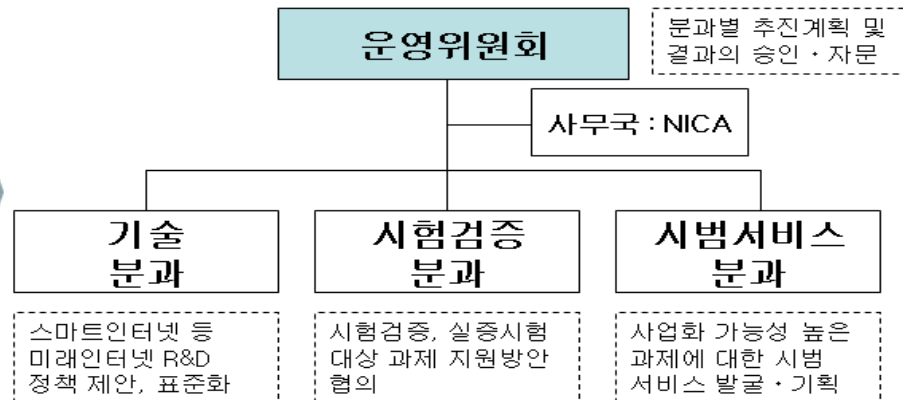 운영위원회
분과별 추진계획 및
결과의 승인·자문
사무국 : NICA
기술
분과
시험검증
분과
시범서비스
분과
스마트인터넷 등
미래인터넷 R&D
정책 제안, 표준화
시험검증, 실증시험
대상 과제 지원방안
협의
사업화 가능성 높은
과제에 대한 시범
서비스 발굴·기획